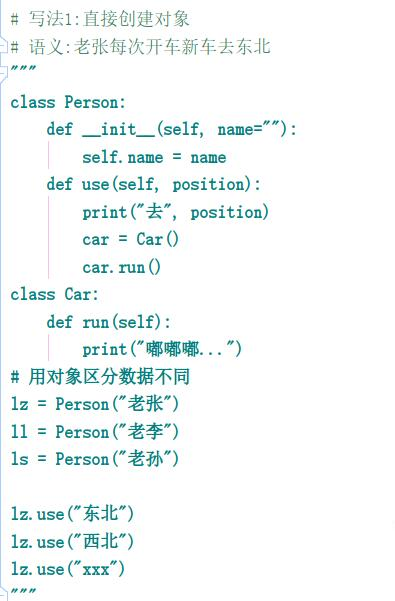 # 写法1:直接创建对象
# 语义:老张每次开车新车去东北
"""
class Person:
    def __init__(self, name=""):
        self.name = name
    def use(self, position):
        print("去", position)
        car = Car()
        car.run()
class Car:
    def run(self):
        print("嘟嘟嘟...")
# 用对象区分数据不同
lz = Person("老张")
ll = Person("老李")
ls = Person("老孙")

lz.use("东北")
lz.use("西北")
lz.use("xxx")
"""